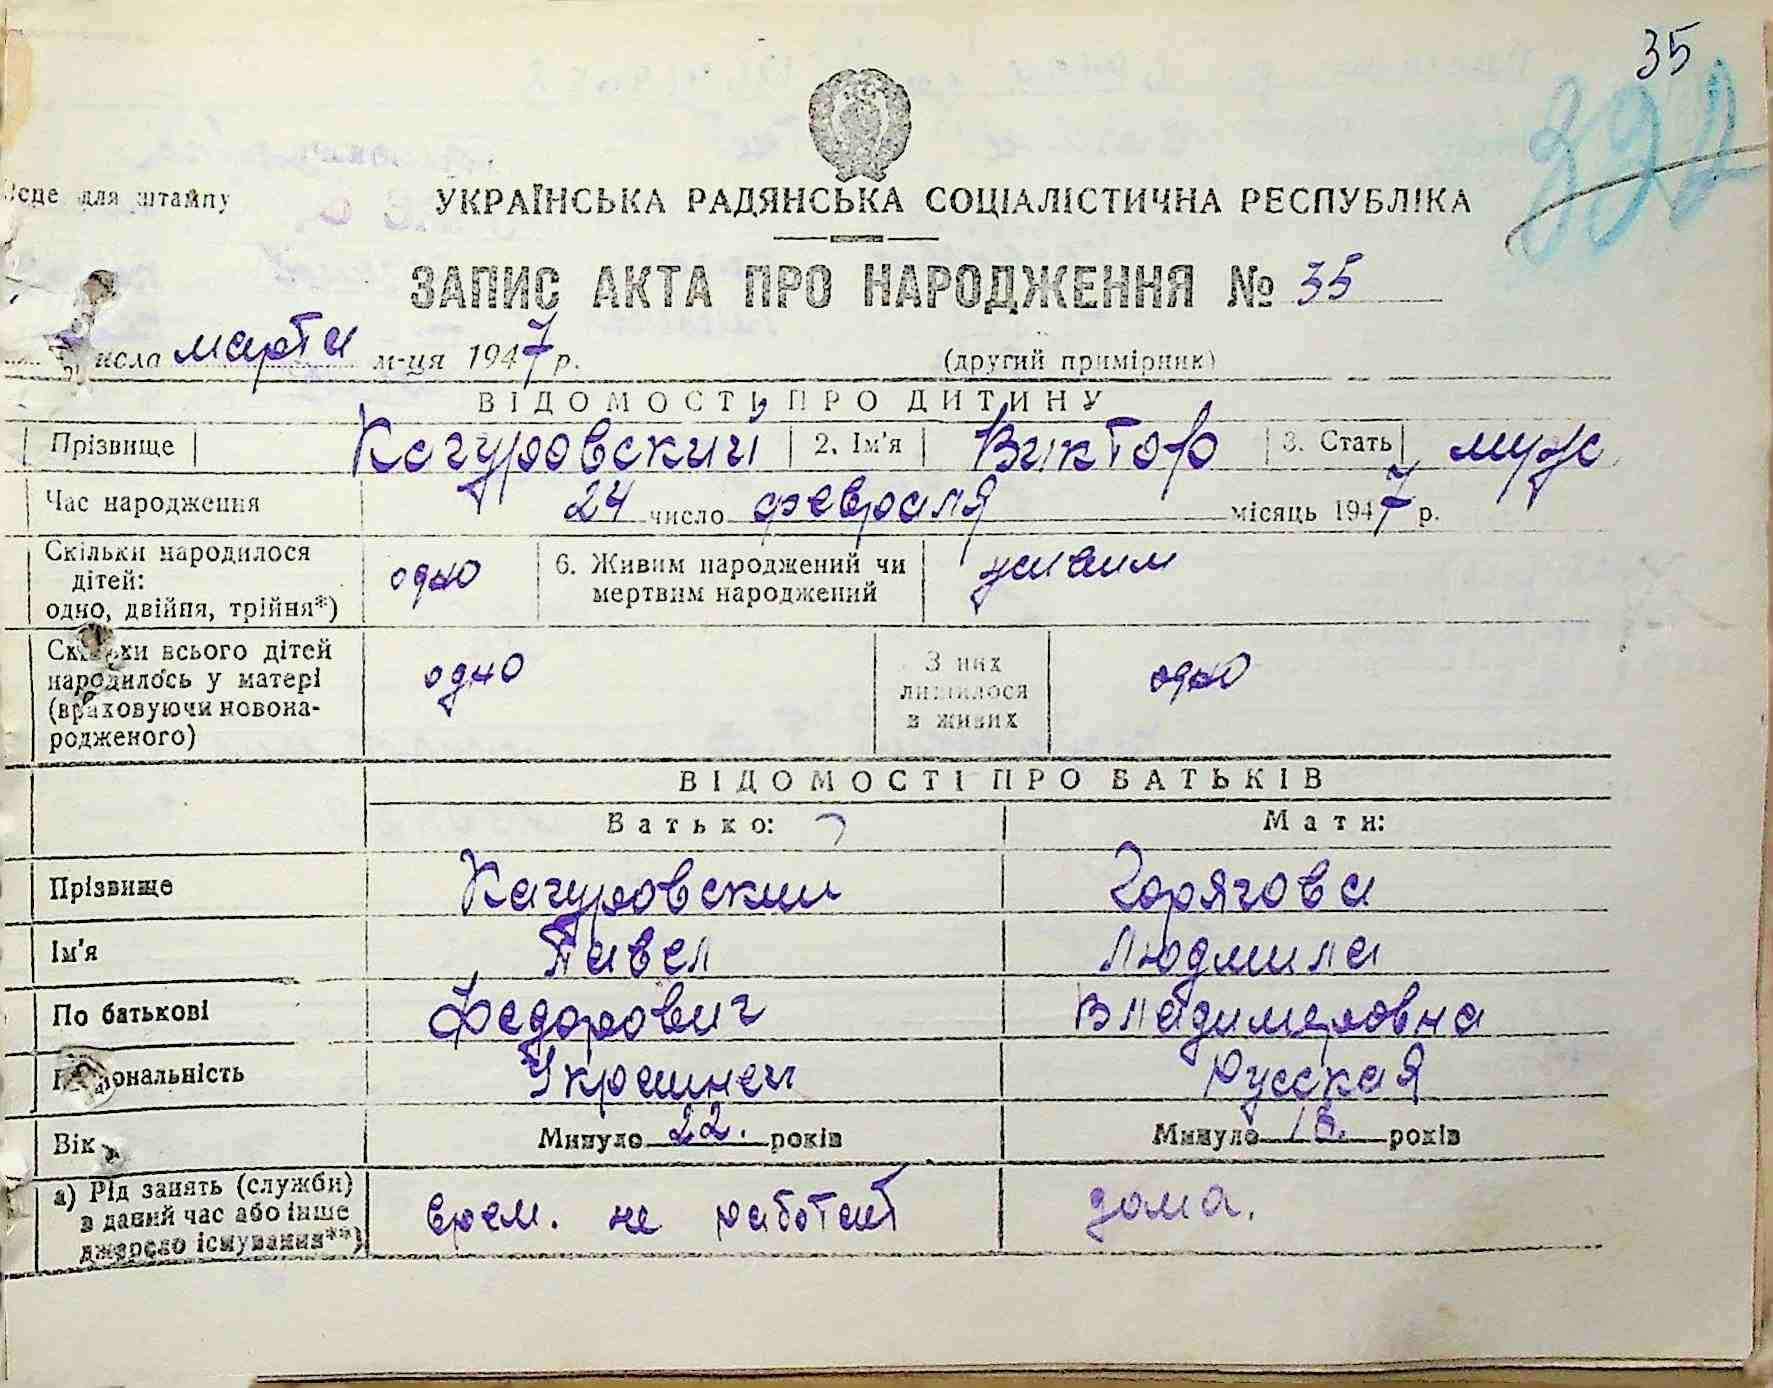 35
332
для штампу
УКРАЇНСЬКА РАДЯНСЬКА СОЦІАЛІСТИЧНА РЕСПУБЛІКА
ЗАПИС АКТА ПРО НАРОДЖЕННЯ № 35
числа марта м-ця 1947 р. (другий примірник)
ВІДОМОСТІ ПРО ДИТИНУ
Прізвище Качуровский 2. Ім'я Виктор 3. Стать муж
Час народження 24 число февраля місяць 1947 р.
Скільки народилося дітей: одно, двійня, трійня*) одно 6. Живим народжений чи мертвим народжений живым
Скільки всього дітей народилось у матері (враховуючи новонародженого) одно З них лишилося в живих одно
ВІДОМОСТІ ПРО БАТЬКІВ
Батько: Мати:
Прізвище Качуровский Горячова
Ім'я Павел Людмила
По батькові Федорович Владимеровна
Національність Украинец Русская
Вік Минуло 22. років Минуло 18. років
а) Рід занять (служби) в даний час або інше джерело існування**) врем. не работает дома.